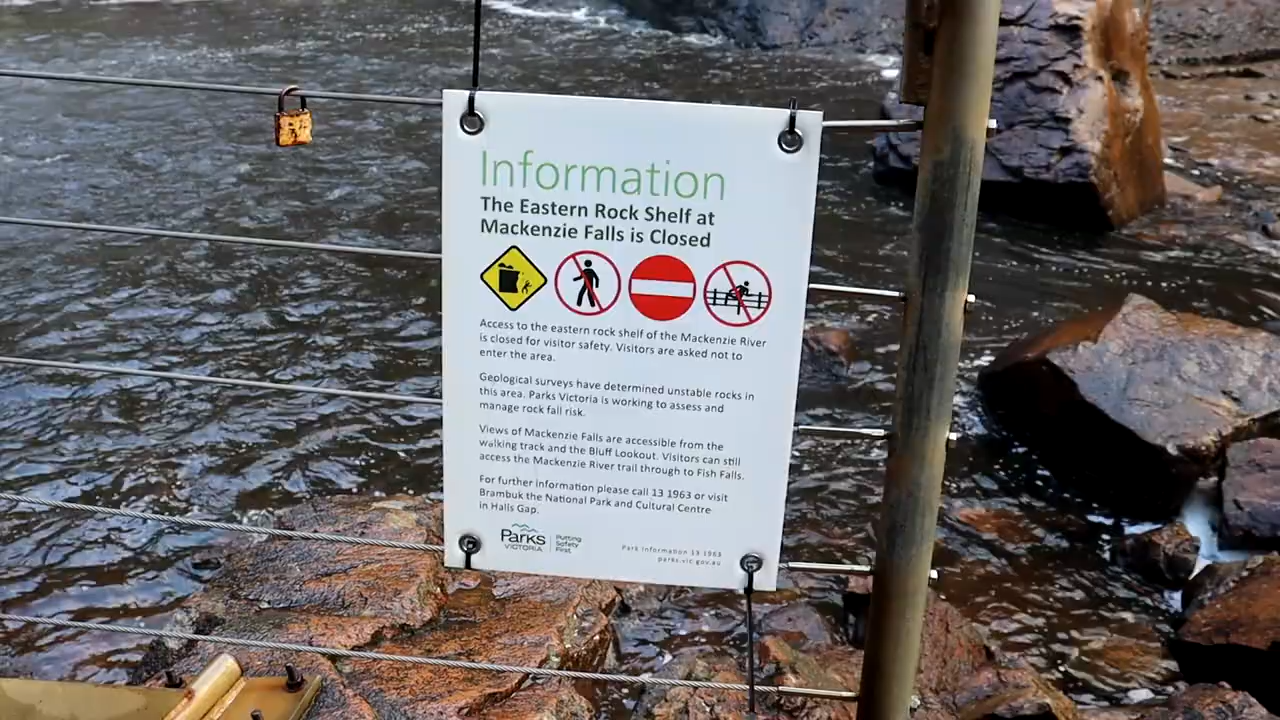 Information
The Eastern Rock Shelf at
Mackenzie Falls is Closed
Access to the eastern rock shelf of the Mackenzie River
is closed for visitor safety. Visitors are asked not to
enter the area.
Geological surveys have determined unstable rocks in
this area. Parks Victoria is working to assess and
manage rock fall risk.
Views of Mackenzie Falls are accessible from the
walking track and the Bluff Lookout. Visitors can still
access the Mackenzie River trail through to Fish Falls.
For further information please call 13 1963 or visit
Brambuk the National Park and Cultural Centre
in Halls Gap.
Parks
VICTORIA
Putting
Safety
First
Park Information 13 1963
parks.vic.gov.au